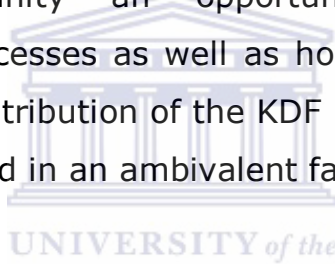 unity an opportun
cesses as well as ho
tribution of the KDF
d in an ambivalent fa
UNIVERSITY of the